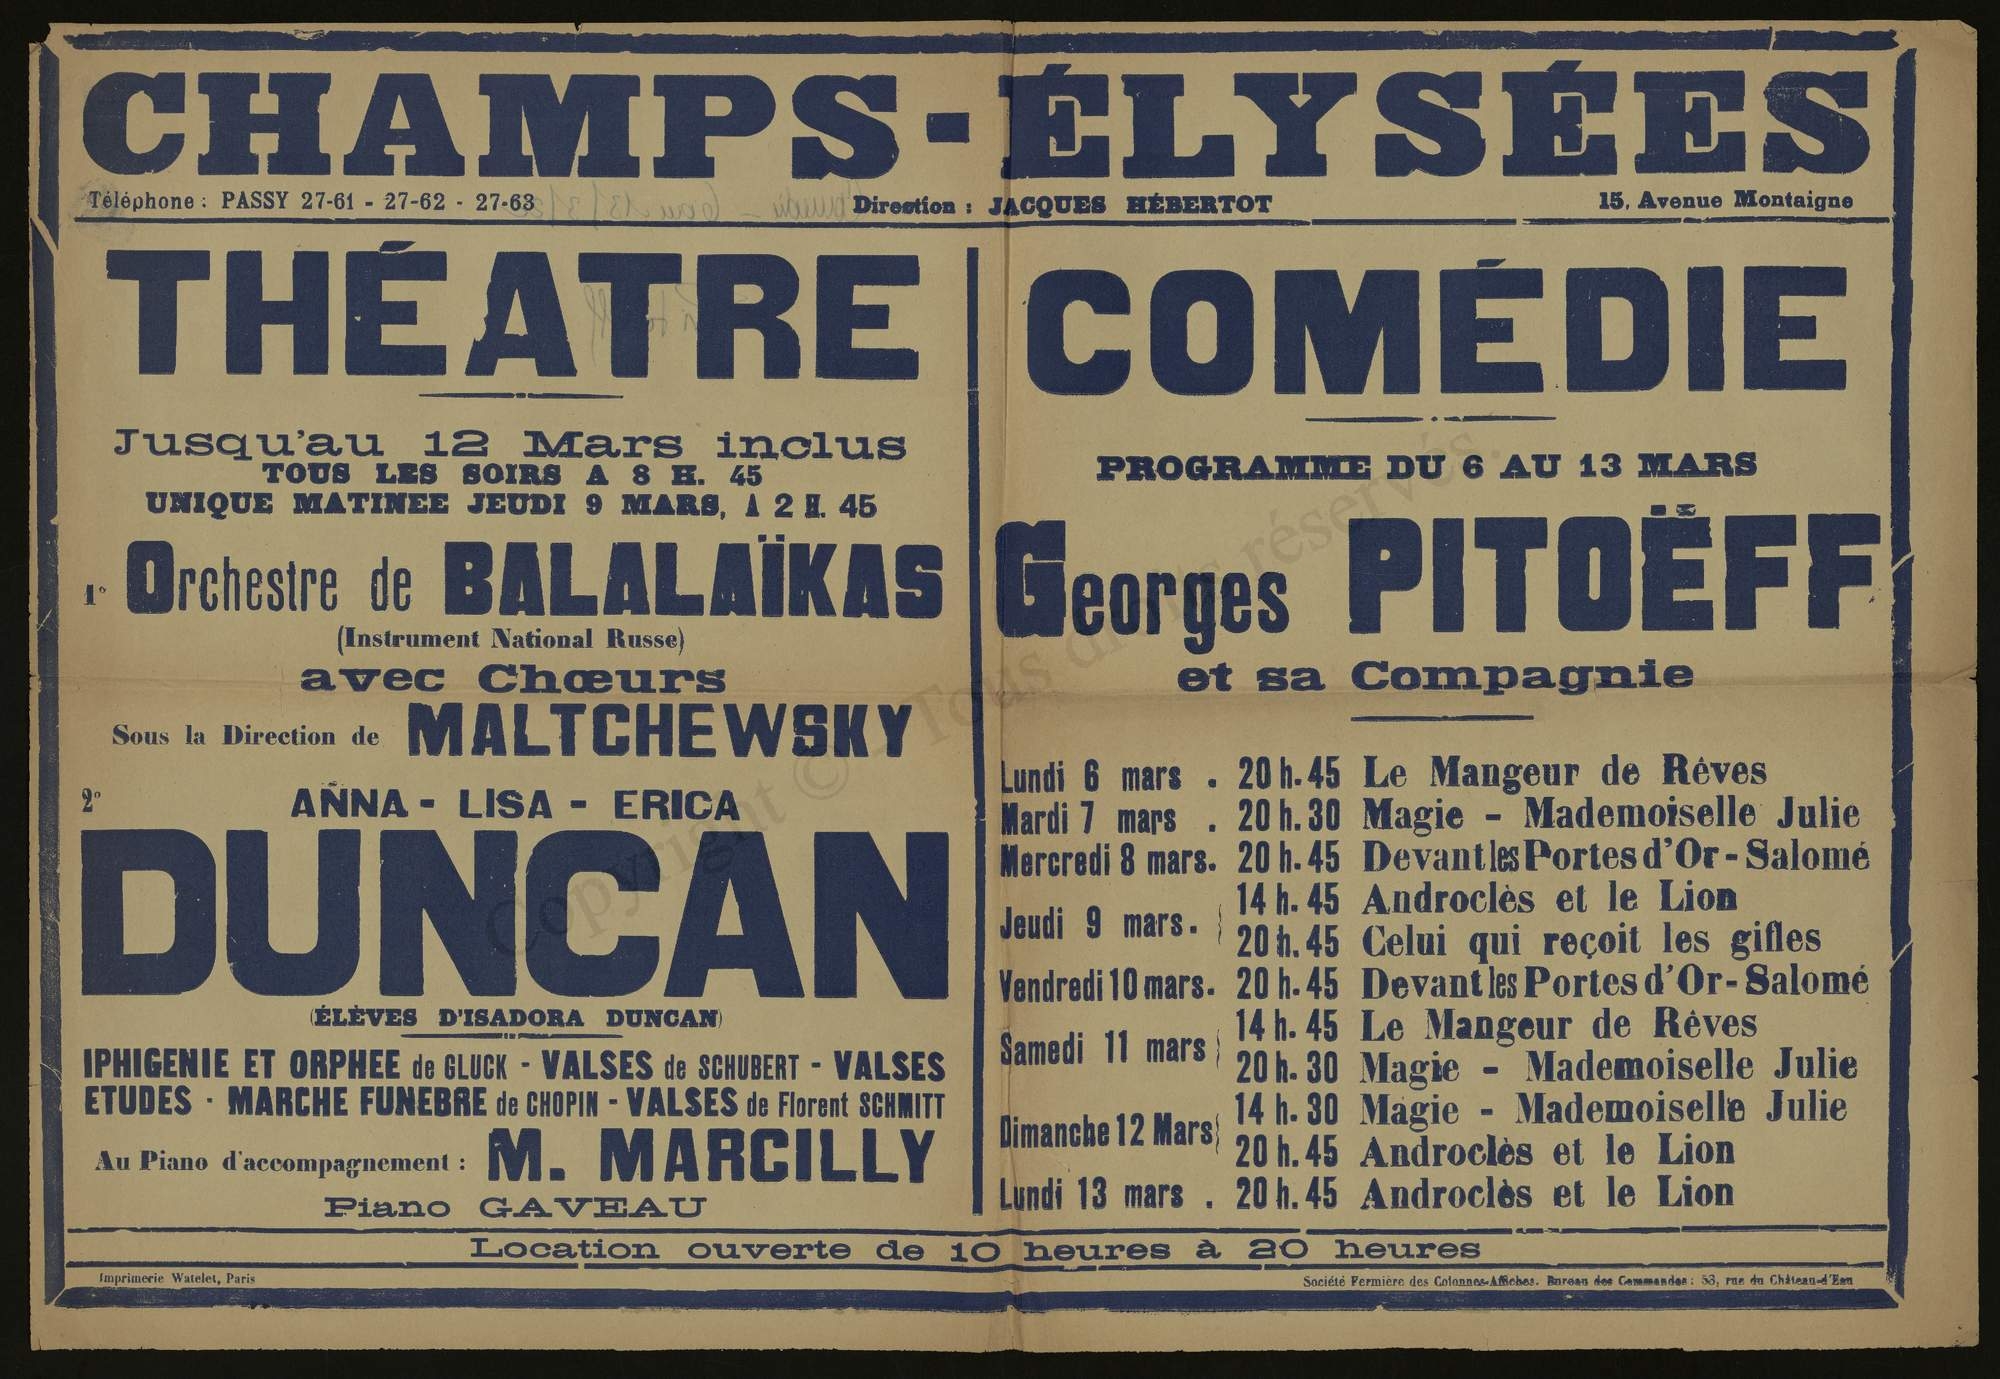 CHAMPS-ÉLYSÉES
Téléphone : PASSY 27-61 - 27-62 - 27-63
Direction : JACQUES HÉBERTOT
15, Avenue Montaigne
THÉATRE
Jusqu'au 12 Mars inclus
TOUS LES SOIRS A 8 H. 45
UNIQUE MATINEE JEUDI 9 MARS, A 2 H. 45
1° Orchestre de BALALAÏKAS
(Instrument National Russe)
avec Chœurs
Sous la Direction de MALTCHEWSKY
2° ANNA - LISA - ERICA
DUNCAN
(ÉLÈVES D'ISADORA DUNCAN)
IPHIGENIE ET ORPHEE de GLUCK - VALSES de SCHUBERT - VALSES
ETUDES - MARCHE FUNEBRE de CHOPIN - VALSES de Florent SCHMITT
Au Piano d'accompagnement : M. MARCILLY
Piano GAVEAU
COMÉDIE
PROGRAMME DU 6 AU 13 MARS
Georges PITOËFF
et sa Compagnie
Lundi 6 mars . 20 h. 45 Le Mangeur de Rêves
Mardi 7 mars . 20 h. 30 Magie - Mademoiselle Julie
Mercredi 8 mars. 20 h. 45 Devant les Portes d'Or - Salomé
Jeudi 9 mars. 14 h. 45 Androclès et le Lion
20 h. 45 Celui qui reçoit les gifles
Vendredi 10 mars. 20 h. 45 Devant les Portes d'Or - Salomé
Samedi 11 mars 14 h. 45 Le Mangeur de Rêves
20 h. 30 Magie - Mademoiselle Julie
Dimanche 12 Mars 14 h. 30 Magie - Mademoiselle Julie
20 h. 45 Androclès et le Lion
Lundi 13 mars . 20 h. 45 Androclès et le Lion
Location ouverte de 10 heures à 20 heures
Imprimerie Watelet, Paris
Société Fermière des Colonnes-Affiches. Bureau des Commandes : 53, rue du Château-d'Eau
Copyright © - Tous droits réservés.